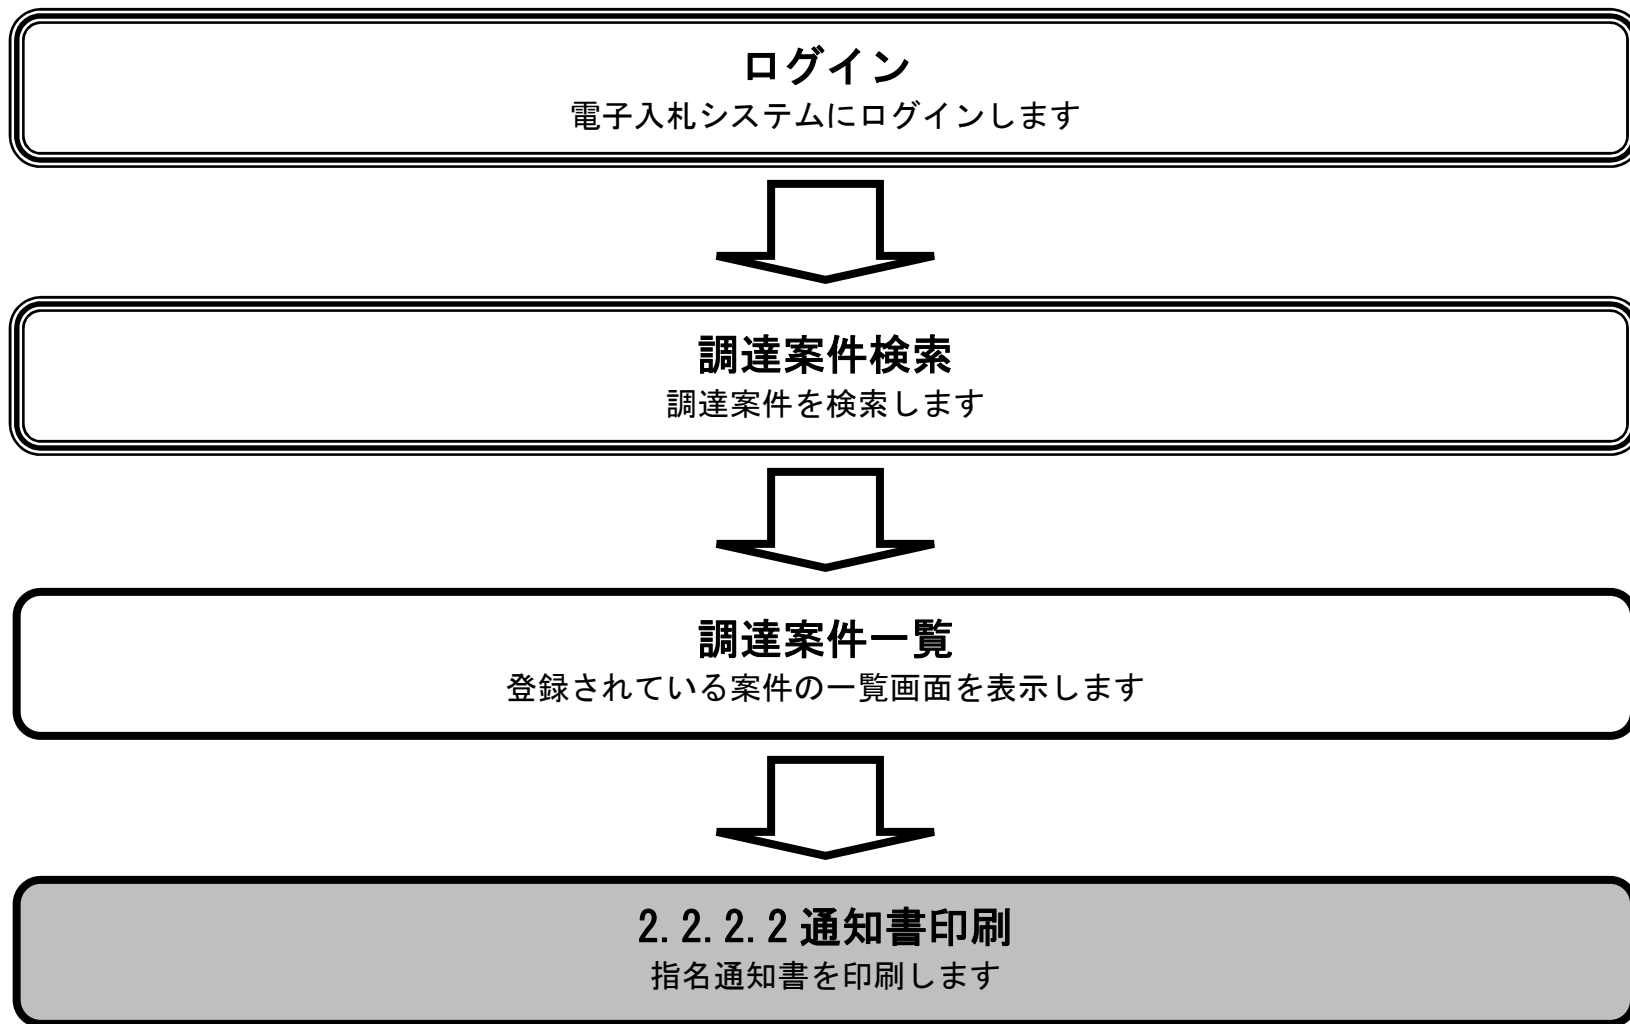 ログイン
電子入札システムにログインします
調達案件検索
調達案件を検索します
調達案件一覧
登録されている案件の一覧画面を表示します
2.2.2.2 通知書印刷
指名通知書を印刷します